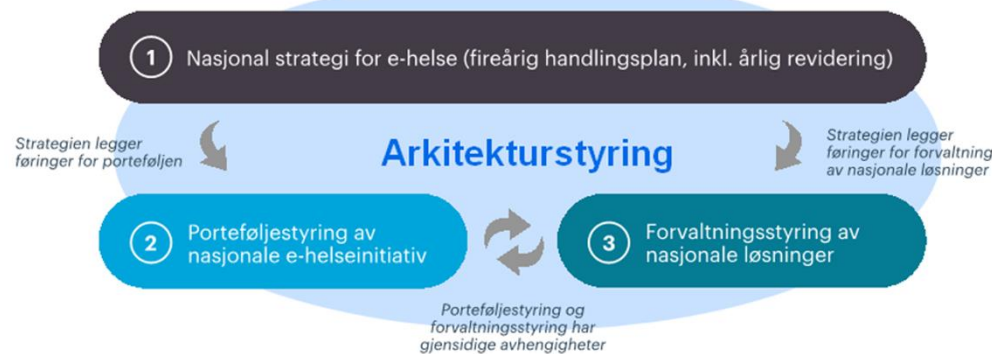 1 Nasjonal strategi for e-helse (fireårig handlingsplan, inkl. årlig revidering)
Strategien legger
føringer for porteføljen
Arkitekturstyring
Strategien legger
føringer for forvaltning
av nasjonale løsninger
2 Porteføljestyring av
nasjonale e-helseinitiativ
3 Forvaltningsstyring av
nasjonale løsninger
Porteføljestyring og
forvaltningsstyring har
gjensidige avhengigheter